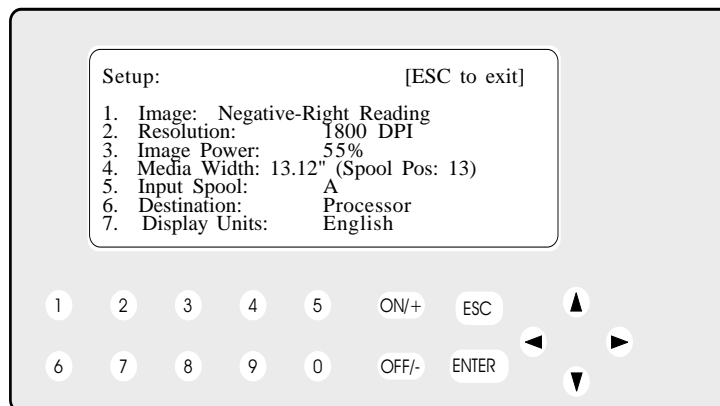 Setup: [ESC to exit]
1. Image: Negative-Right Reading
2. Resolution: 1800 DPI
3. Image Power: 55%
4. Media Width: 13.12" (Spool Pos: 13)
5. Input Spool: A
6. Destination: Processor
7. Display Units: English
1 2 3 4 5 ON/+ ESC
6 7 8 9 0 OFF/- ENTER